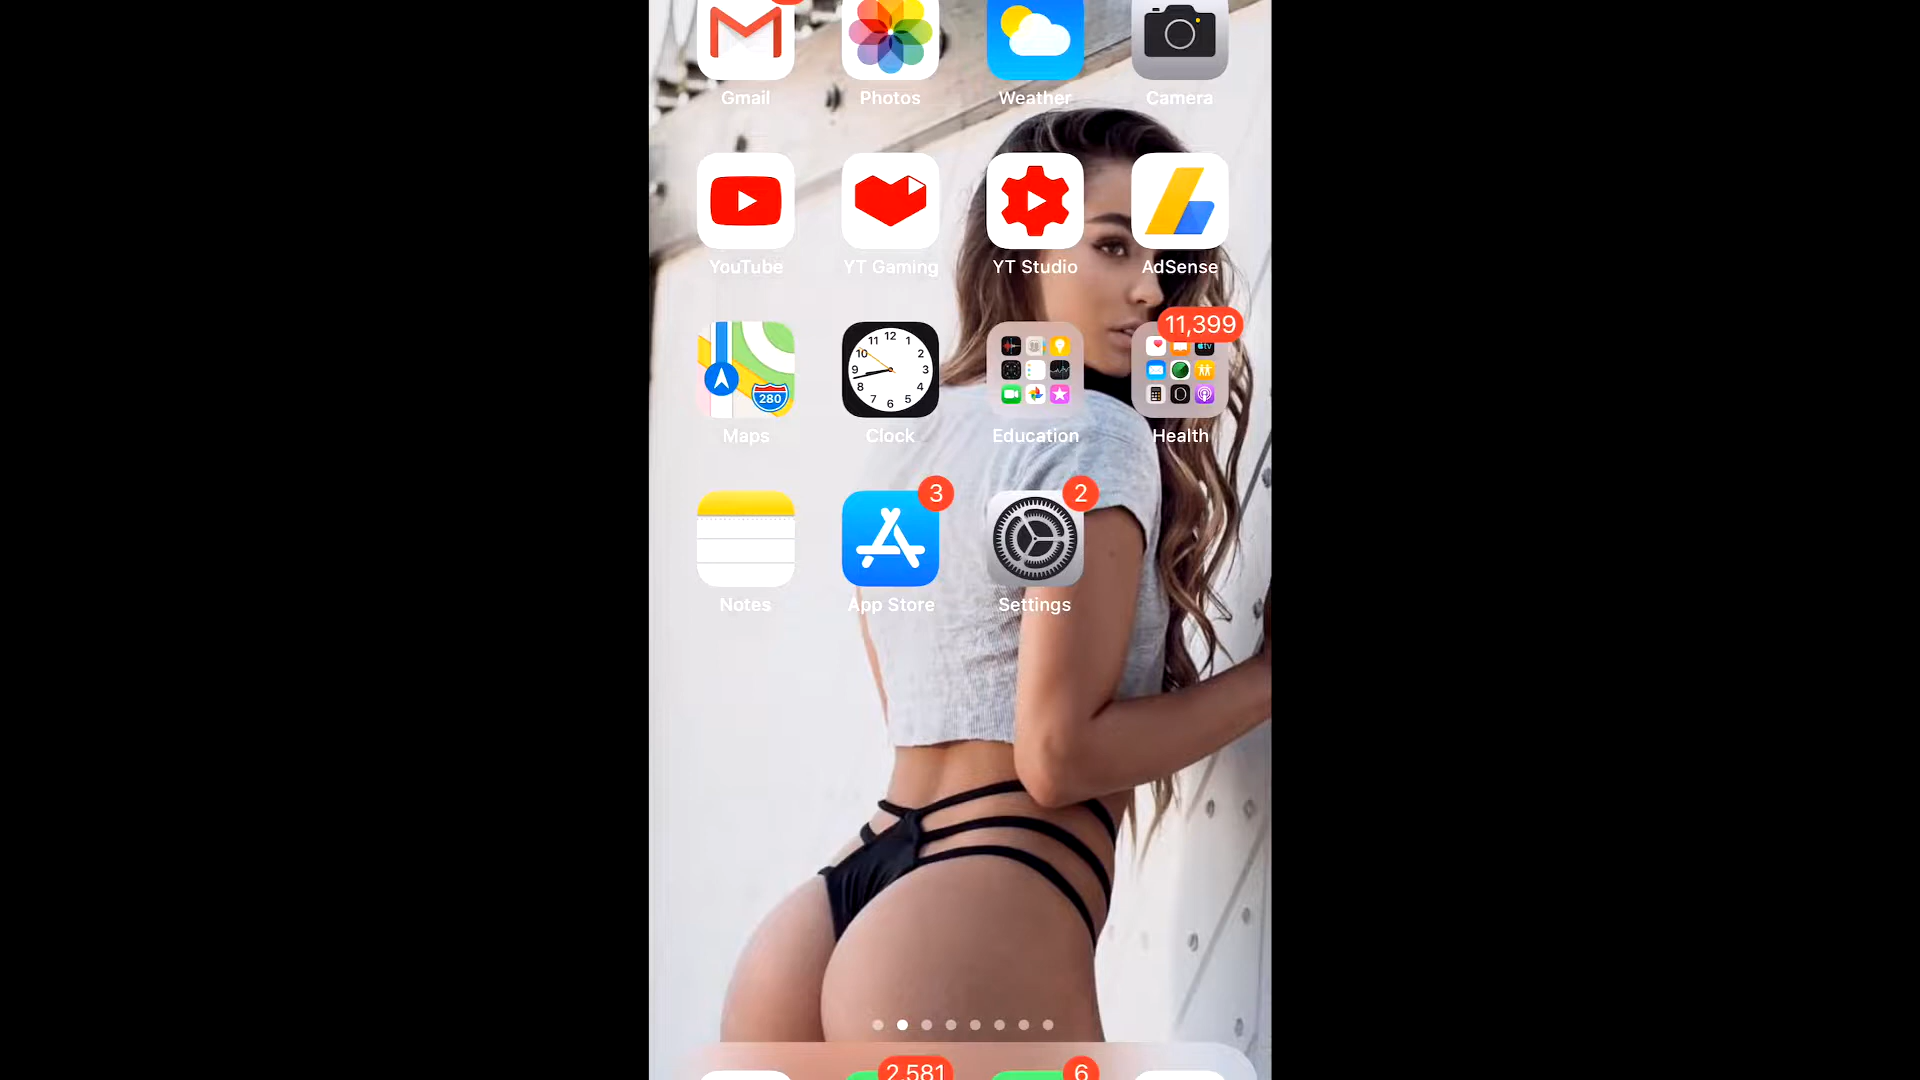 Gmail Photos Weather Camera
YouTube YT Gaming YT Studio AdSense
11,399
280
12
11 1
10 2
9 3
8 4
7 5
6
Maps Clock Education Health
3 2
Notes App Store Settings
2,581 6